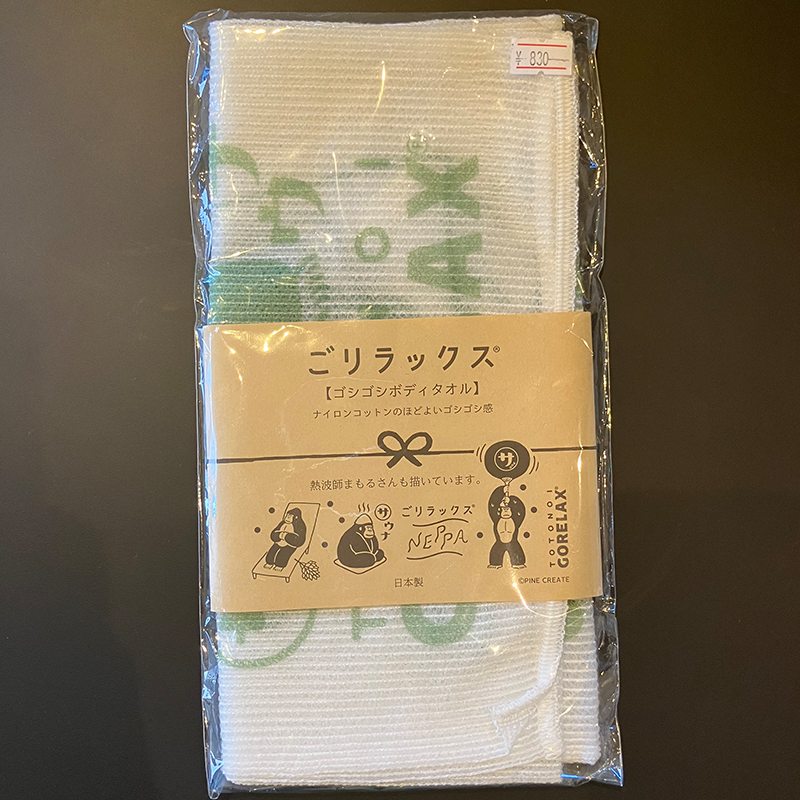 ¥ 830
ウ
AX®
ごリラックス®
【ゴシゴシボディタオル】
ナイロンコットンのほどよいゴシゴシ感
サ
熱波師まもるさんも描いています。
サウナ
ごリラックス®
NEPPA
TOTONOI
GORELAX®
日本製
©PINE CREATE